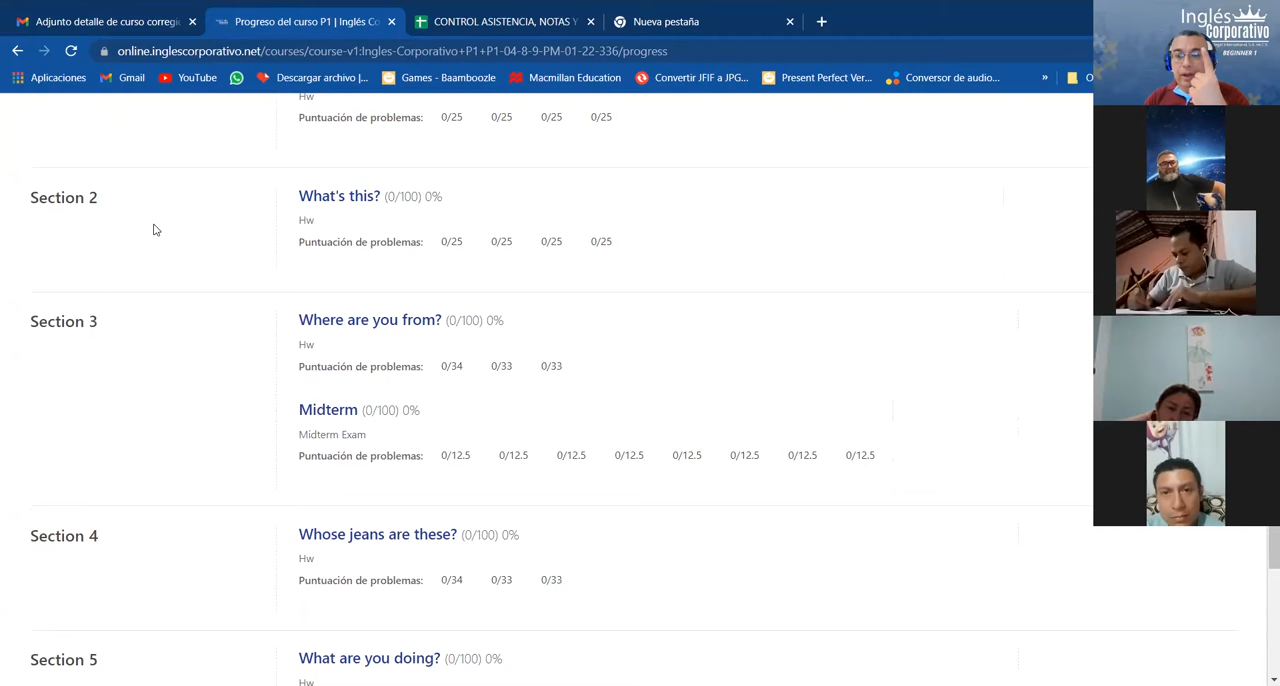 Adjunto detalle de curso corregi
Progreso del curso P1 | Inglés Co
CONTROL ASISTENCIA, NOTAS Y
Nueva pestaña
online.inglescorporativo.net/courses/course-v1:Ingles-Corporativo+P1+P1-04-8-9-PM-01-22-336/progress
Aplicaciones
Gmail
YouTube
Descargar archivo |...
Games - Baamboozle
Macmillan Education
Convertir JFIF a JPG...
Present Perfect Ver...
Conversor de audio...
»
O
Inglés
Corporativo
BEGINNER 1
Hw
Puntuación de problemas: 0/25 0/25 0/25 0/25
Section 2
What's this? (0/100) 0%
Hw
Puntuación de problemas: 0/25 0/25 0/25 0/25
Section 3
Where are you from? (0/100) 0%
Hw
Puntuación de problemas: 0/34 0/33 0/33
Midterm (0/100) 0%
Midterm Exam
Puntuación de problemas: 0/12.5 0/12.5 0/12.5 0/12.5 0/12.5 0/12.5 0/12.5 0/12.5
Section 4
Whose jeans are these? (0/100) 0%
Hw
Puntuación de problemas: 0/34 0/33 0/33
Section 5
What are you doing? (0/100) 0%
Hw